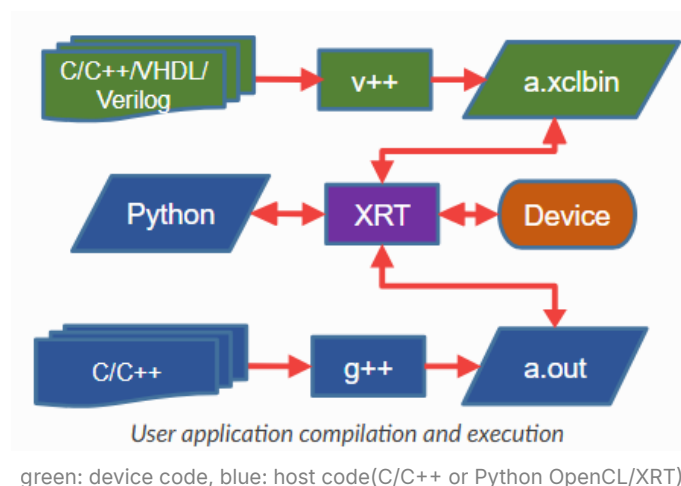 C/C++/VHDL/
Verilog
v++
a.xclbin
Python
XRT
Device
C/C++
g++
a.out
User application compilation and execution
green: device code, blue: host code(C/C++ or Python OpenCL/XRT)